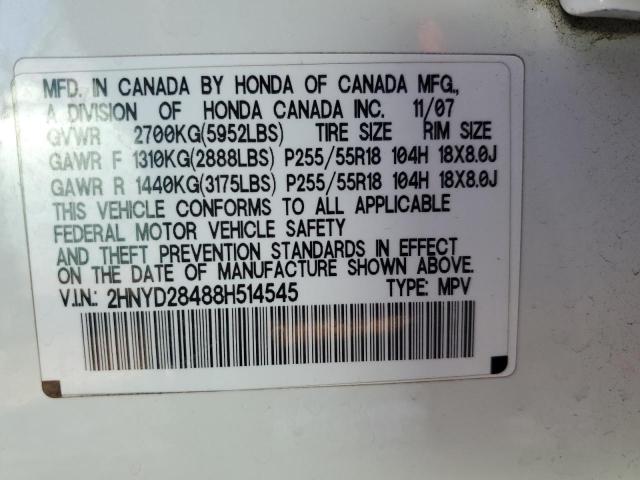 MFD. IN CANADA BY HONDA OF CANADA MFG.,
A DIVISION OF HONDA CANADA INC. 11/07
GVWR 2700KG(5952LBS) TIRE SIZE RIM SIZE
GAWR F 1310KG(2888LBS) P255/55R18 104H 18X8.0J
GAWR R 1440KG(3175LBS) P255/55R18 104H 18X8.0J
THIS VEHICLE CONFORMS TO ALL APPLICABLE
FEDERAL MOTOR VEHICLE SAFETY
AND THEFT PREVENTION STANDARDS IN EFFECT
ON THE DATE OF MANUFACTURE SHOWN ABOVE.
V.I.N.: 2HNYD28488H514545 TYPE: MPV